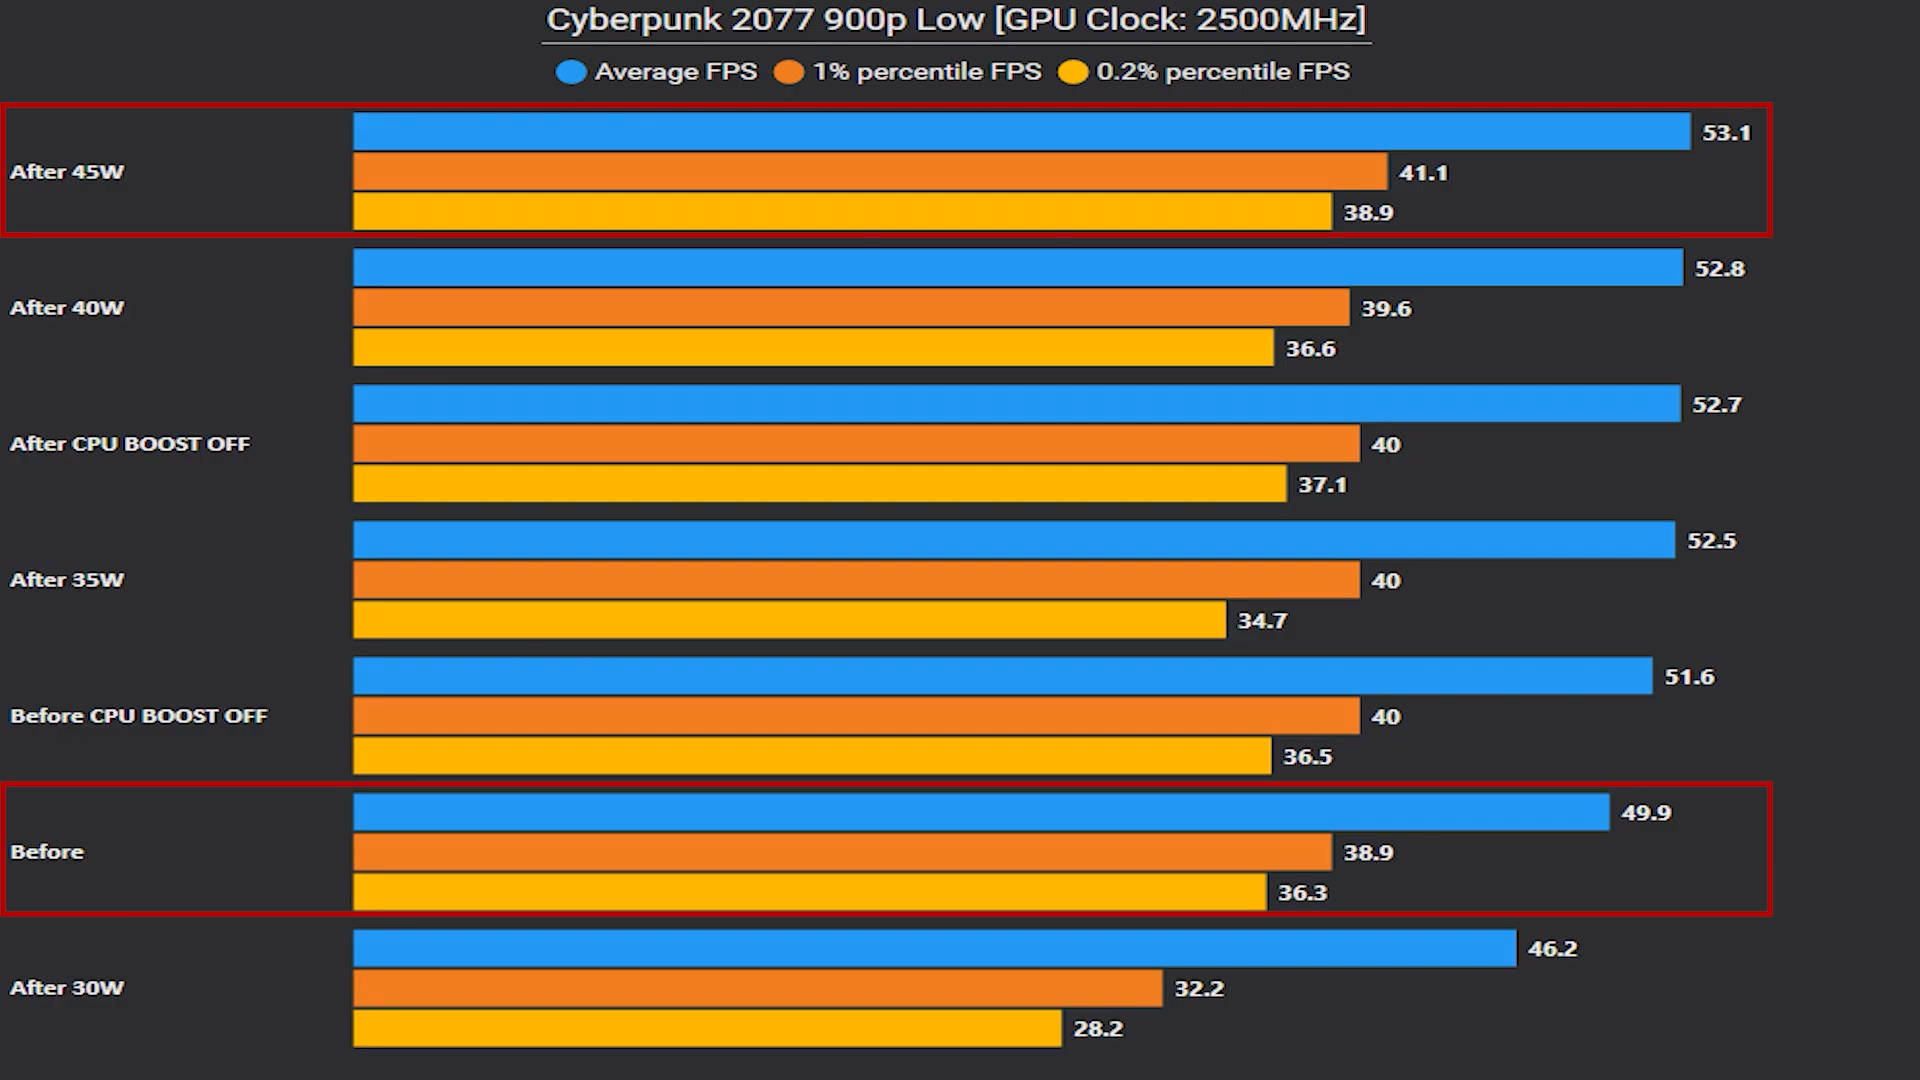 Cyberpunk 2077 900p Low [GPU Clock: 2500MHz]
Average FPS 1% percentile FPS 0.2% percentile FPS
After 45W
53.1
41.1
38.9
After 40W
52.8
39.6
36.6
After CPU BOOST OFF
52.7
40
37.1
After 35W
52.5
40
34.7
Before CPU BOOST OFF
51.6
40
36.5
Before
49.9
38.9
36.3
After 30W
46.2
32.2
28.2